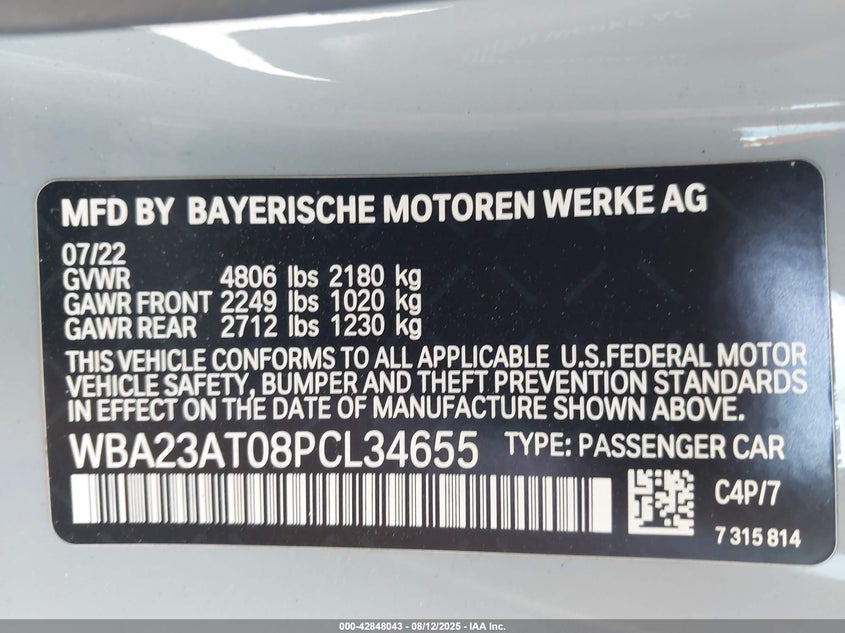 MFD BY BAYERISCHE MOTOREN WERKE AG
07/22
GVWR 4806 lbs 2180 kg
GAWR FRONT 2249 lbs 1020 kg
GAWR REAR 2712 lbs 1230 kg
THIS VEHICLE CONFORMS TO ALL APPLICABLE U.S.FEDERAL MOTOR
VEHICLE SAFETY, BUMPER AND THEFT PREVENTION STANDARDS
IN EFFECT ON THE DATE OF MANUFACTURE SHOWN ABOVE.
WBA23AT08PCL34655 TYPE: PASSENGER CAR
C4P/7
7 315 814
000-42848043 - 08/12/2025 - IAA Inc.